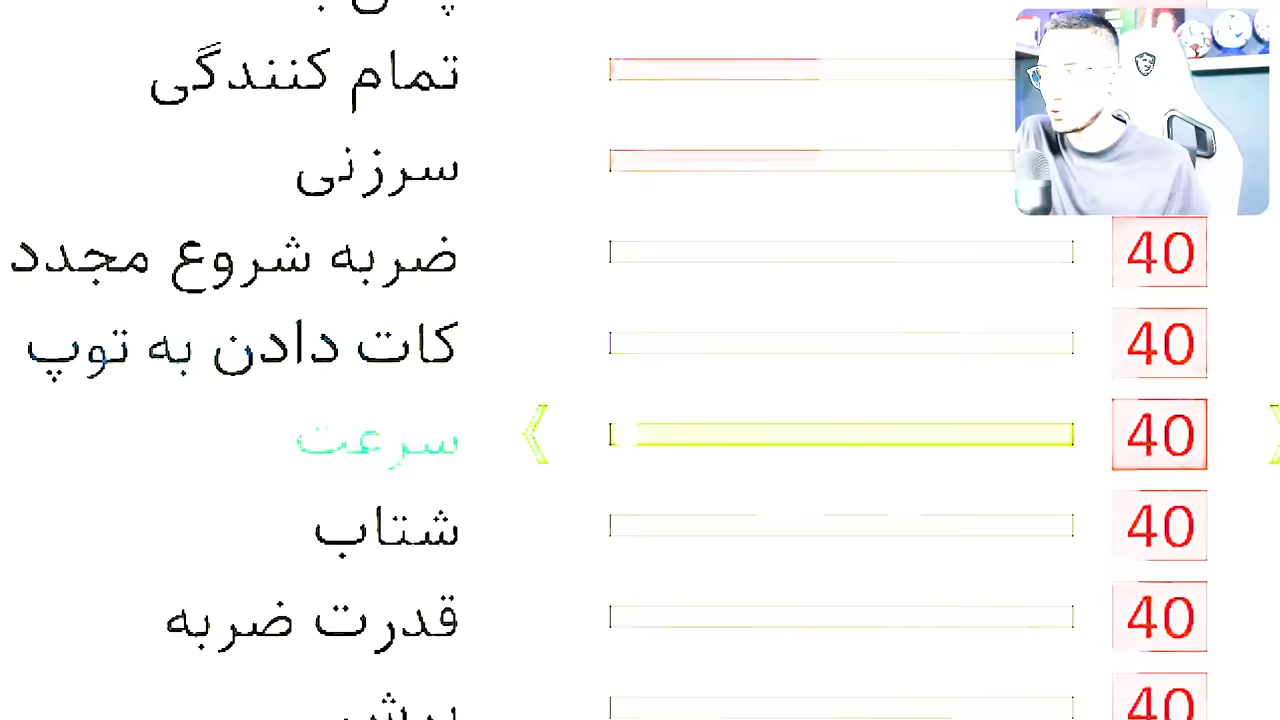 تمام کنندگی
سرزنی
ضربه شروع مجدد 40
کات دادن به توپ 40
سرعت 40
شتاب 40
قدرت ضربه 40
40